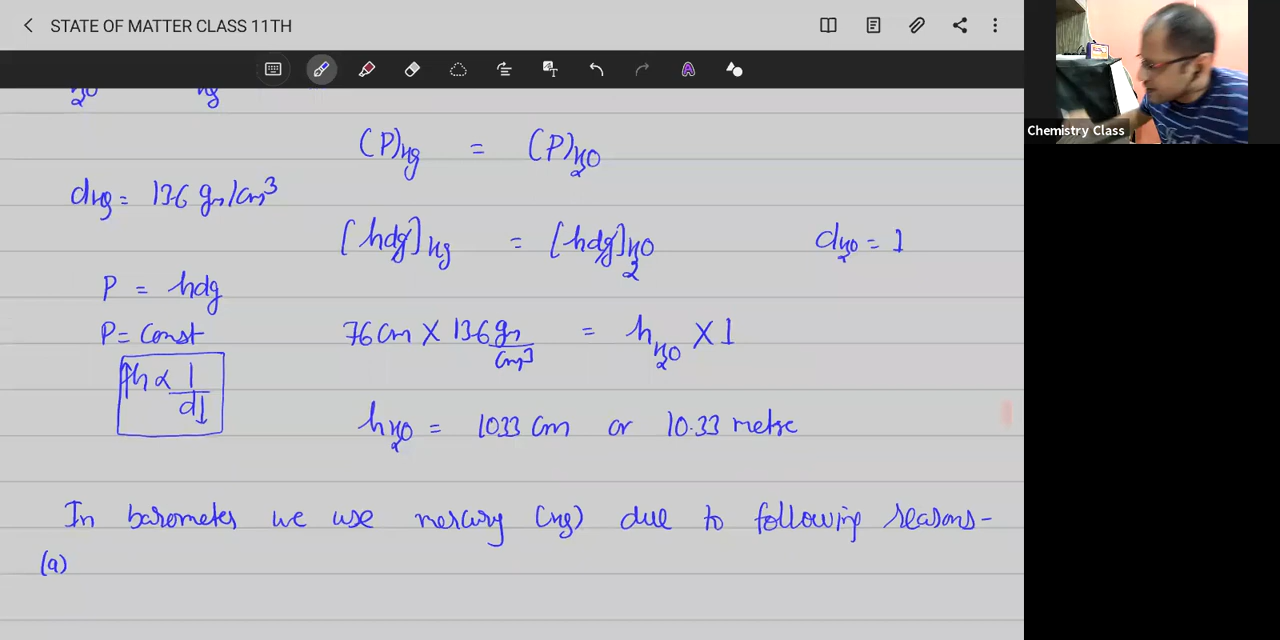 STATE OF MATTER CLASS 11TH
Chemistry Class
H2O Hg
(P)Hg = (P)H2O
dHg = 13.6 gm/cm³
[hdg]Hg = [hdg]H2O dH2O = 1
P = hdg
P = Const
↑h ∝ 1/d↓
76 cm × 13.6 gm/cm³ = hH2O × 1
hH2O = 1033 cm or 10.33 metre
In barometer we use mercury (Hg) due to following reasons-
(a)